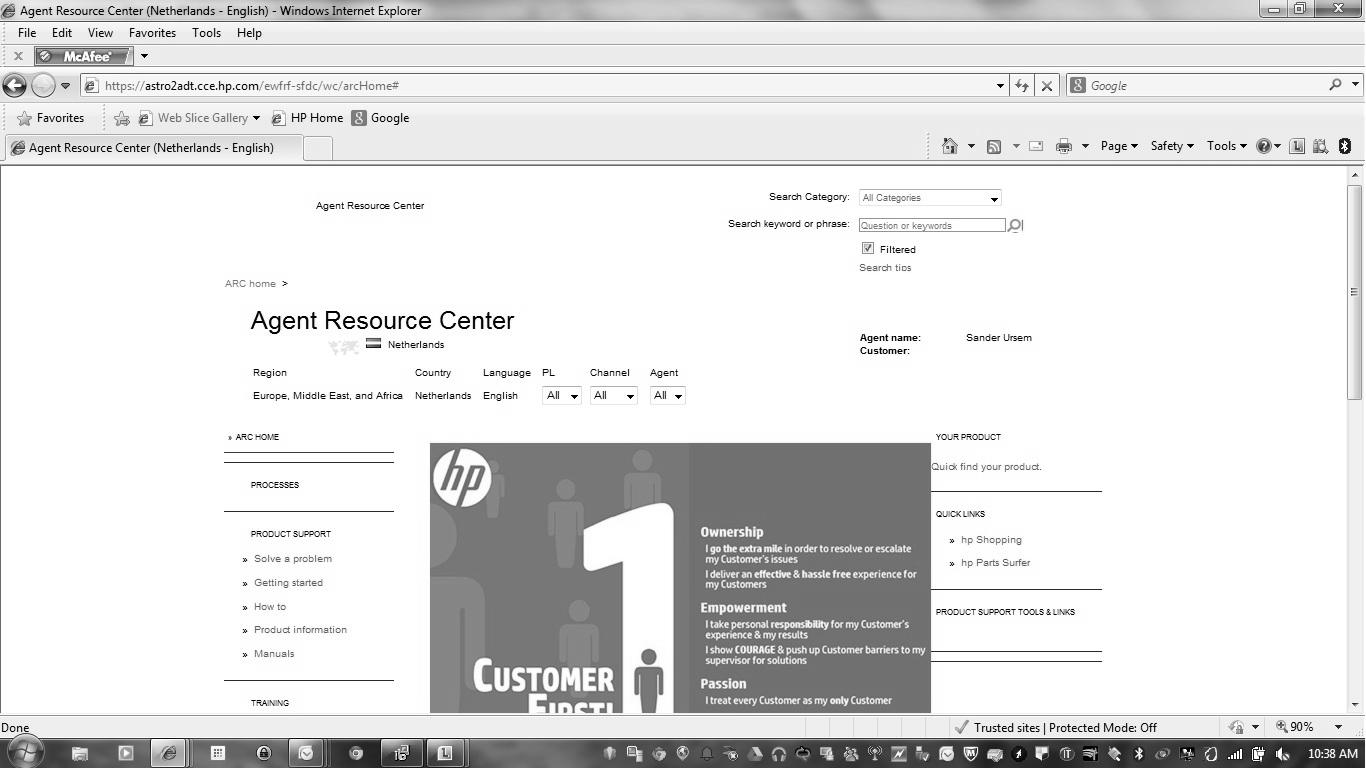 Agent Resource Center (Netherlands - English) - Windows Internet Explorer
File Edit View Favorites Tools Help
McAfee
https://astro2adt.cce.hp.com/ewfrf-sfdc/wc/arcHome# Google
Favorites Web Slice Gallery HP Home Google
Agent Resource Center (Netherlands - English) Page Safety Tools
Search Category: All Categories
Agent Resource Center
Search keyword or phrase: Question or keywords
Filtered
Search tips
ARC home >
Agent Resource Center
Netherlands
Agent name: Sander Ursem
Customer:
Region Country Language PL Channel Agent
Europe, Middle East, and Africa Netherlands English All All All
» ARC HOME
PROCESSES
PRODUCT SUPPORT
» Solve a problem
» Getting started
» How to
» Product information
» Manuals
TRAINING
hp
1
CUSTOMER
FIRST!
Ownership
I go the extra mile in order to resolve or escalate
my Customer's issues
I deliver an effective & hassle free experience for
my Customers
Empowerment
I take personal responsibility for my Customer's
experience & my results
I show COURAGE & push up Customer barriers to my
supervisor for solutions
Passion
I treat every Customer as my only Customer
YOUR PRODUCT
Quick find your product.
QUICK LINKS
» hp Shopping
» hp Parts Surfer
PRODUCT SUPPORT TOOLS & LINKS
Done Trusted sites | Protected Mode: Off 90%
10:38 AM